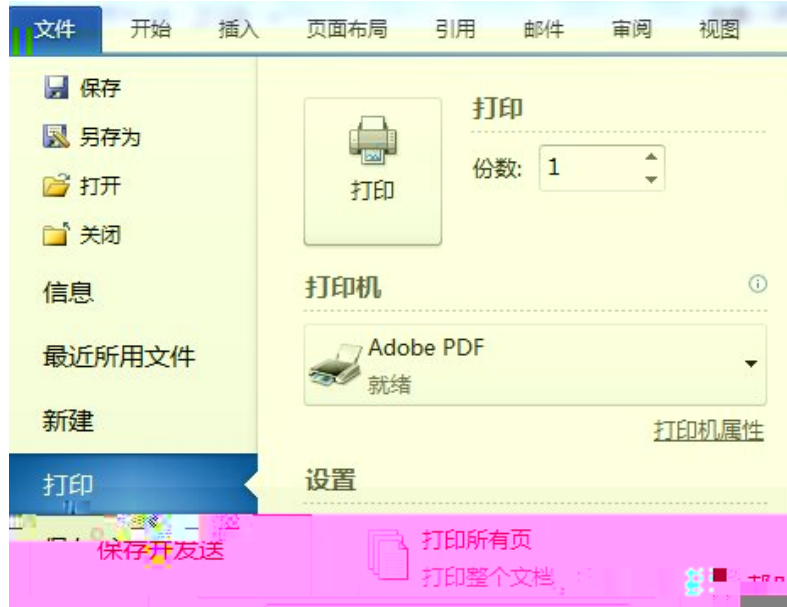 文件 开始 插入 页面布局 引用 邮件 审阅 视图
保存
另存为
打开
关闭
信息
最近所用文件
新建
打印
保存开发送
打印
打印
份数: 1
打印机
Adobe PDF
就绪
打印机属性
设置
打印所有页
打印整个文档